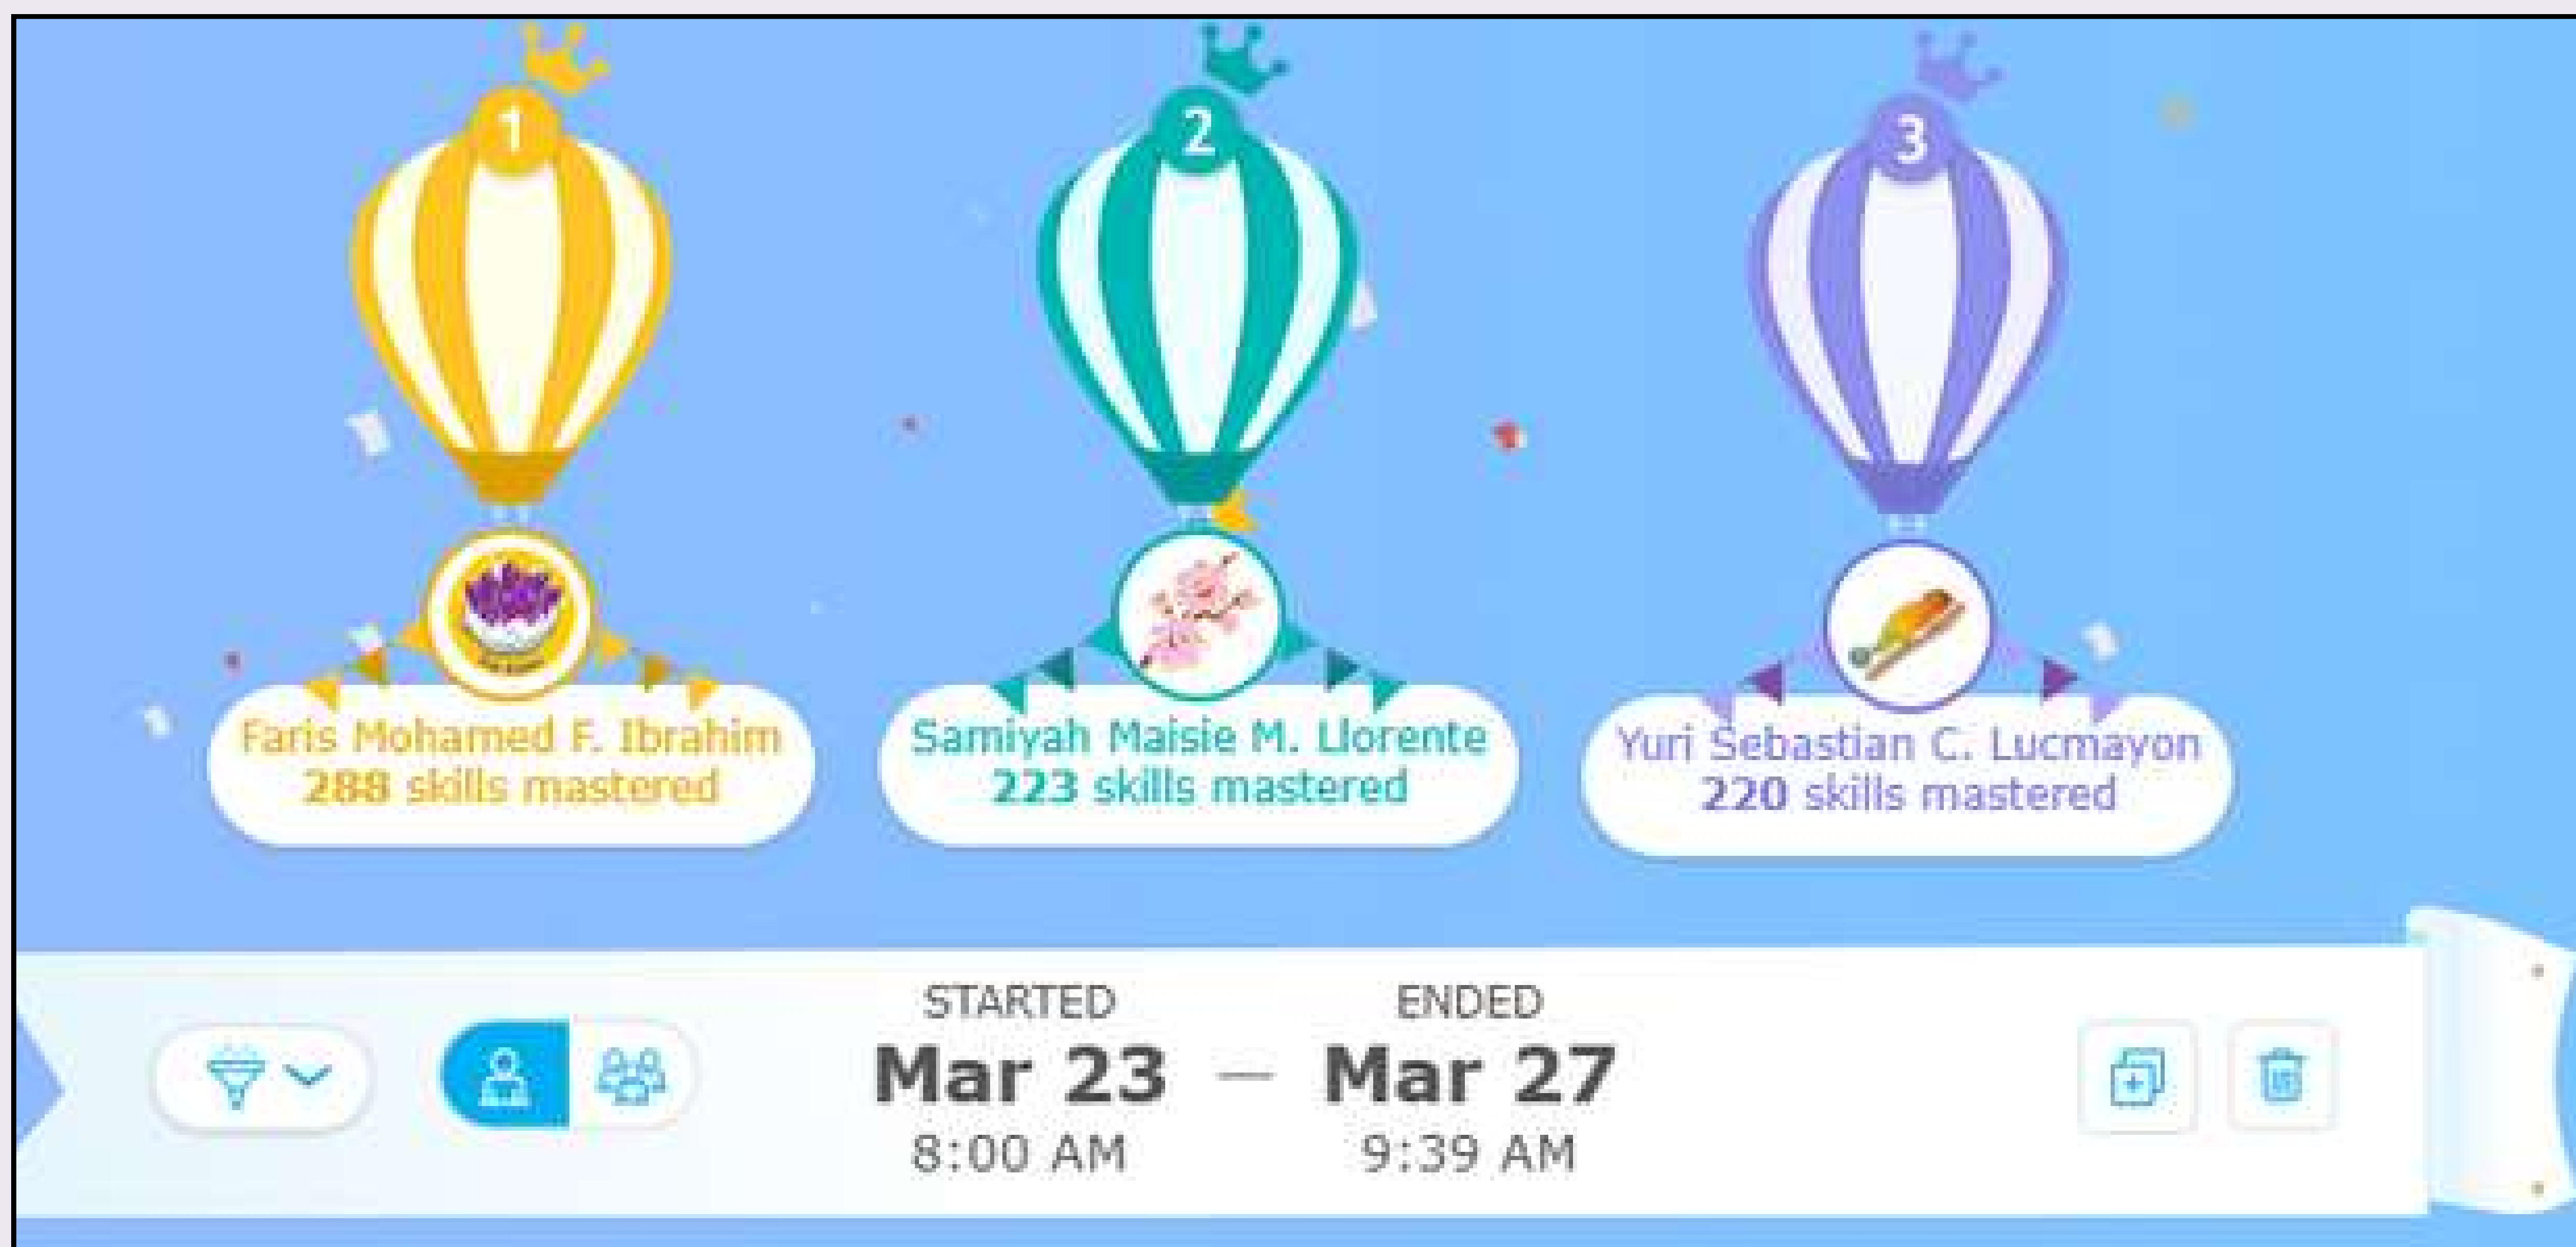 1
2
3
Faris Mohamed F. Ibrahim
288 skills mastered
Samiyah Maisie M. Llorente
223 skills mastered
Yuri Sebastian C. Lucmayon
220 skills mastered
STARTED
Mar 23
8:00 AM
—
ENDED
Mar 27
9:39 AM